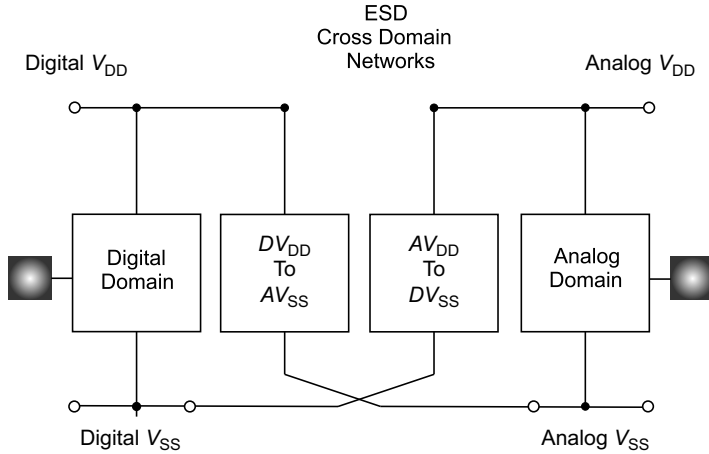 ESD
Cross Domain
Networks
Digital VDD
Analog VDD
Digital
Domain
DVDD
To
AVSS
AVDD
To
DVSS
Analog
Domain
Digital VSS
Analog VSS